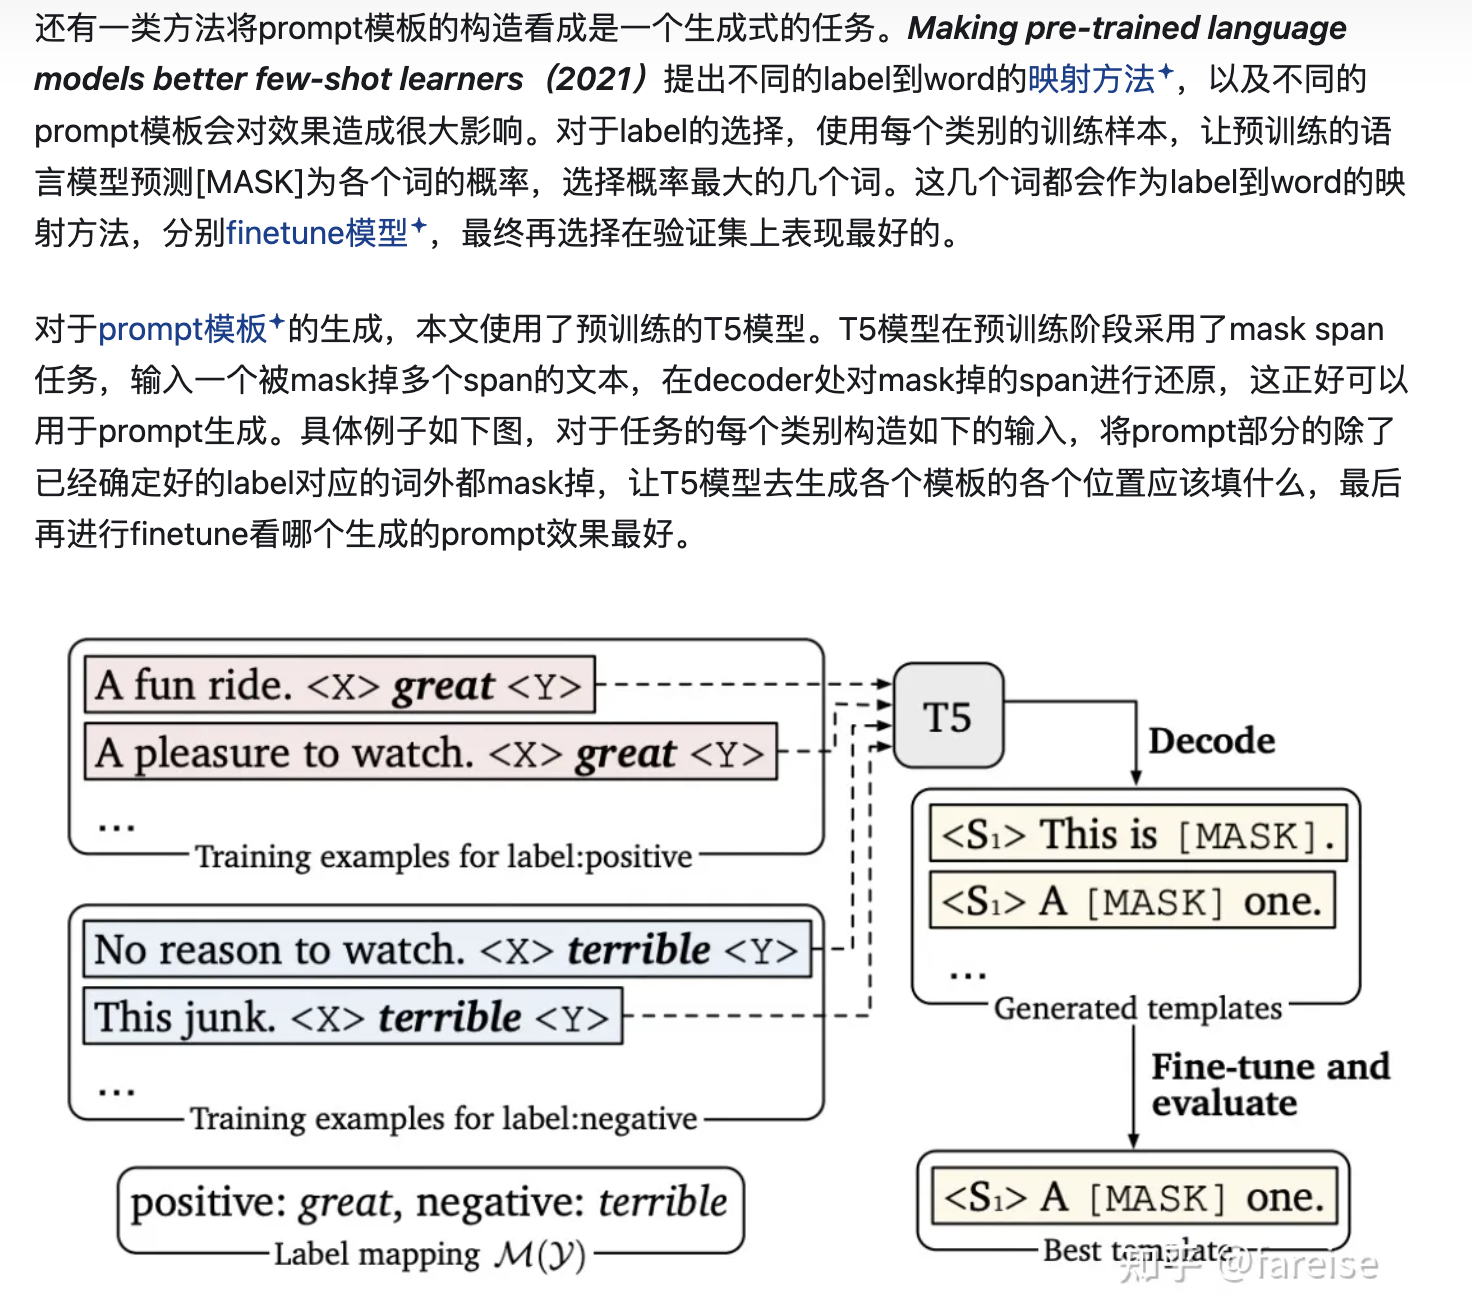 还有一类方法将prompt模板的构造看成是一个生成式的任务。Making pre-trained language
models better few-shot learners（2021）提出不同的label到word的映射方法，以及不同的
prompt模板会对效果造成很大影响。对于label的选择，使用每个类别的训练样本，让预训练的语
言模型预测[MASK]为各个词的概率，选择概率最大的几个词。这几个词都会作为label到word的映
射方法，分别finetune模型，最终再选择在验证集上表现最好的。
对于prompt模板的生成，本文使用了预训练的T5模型。T5模型在预训练阶段采用了mask span
任务，输入一个被mask掉多个span的文本，在decoder处对mask掉的span进行还原，这正好可以
用于prompt生成。具体例子如下图，对于任务的每个类别构造如下的输入，将prompt部分的除了
已经确定好的label对应的词外都mask掉，让T5模型去生成各个模板的各个位置应该填什么，最后
再进行finetune看哪个生成的prompt效果最好。
A fun ride. <X> great <Y>
A pleasure to watch. <X> great <Y>
...
Training examples for label:positive
No reason to watch. <X> terrible <Y>
This junk. <X> terrible <Y>
...
Training examples for label:negative
positive: great, negative: terrible
Label mapping M(Y)
T5
Decode
<S₁> This is [MASK].
<S₁> A [MASK] one.
...
Generated templates
Fine-tune and
evaluate
<S₁> A [MASK] one.
Best template
知乎 @fareise